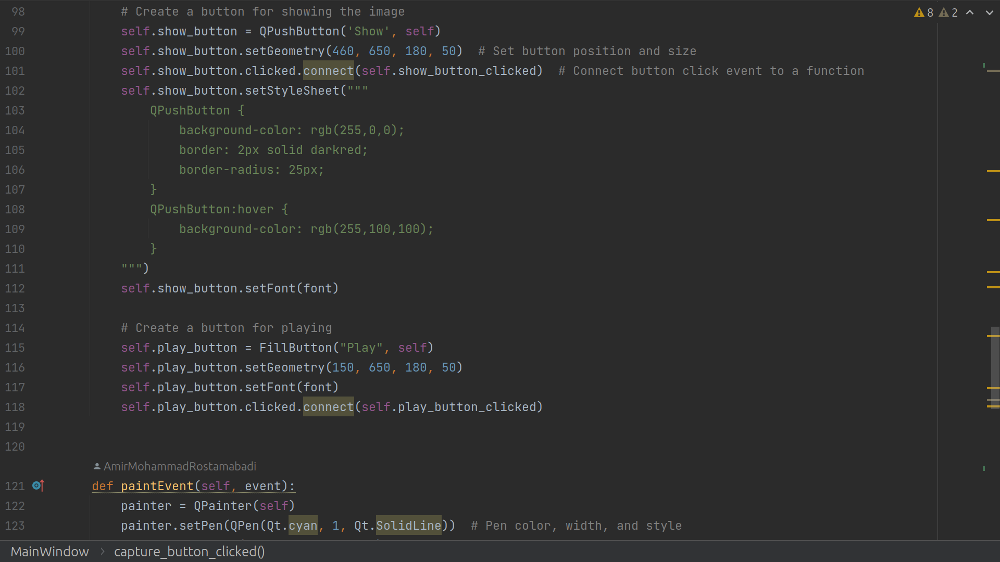 98 # Create a button for showing the image
8 2
99 self.show_button = QPushButton('Show', self)
100 self.show_button.setGeometry(460, 650, 180, 50)  # Set button position and size
101 self.show_button.clicked.connect(self.show_button_clicked)  # Connect button click event to a function
102 self.show_button.setStyleSheet("""
103     QPushButton {
104         background-color: rgb(255,0,0);
105         border: 2px solid darkred;
106         border-radius: 25px;
107     }
108     QPushButton:hover {
109         background-color: rgb(255,100,100);
110     }
111 """)
112 self.show_button.setFont(font)
113
114 # Create a button for playing
115 self.play_button = FillButton("Play", self)
116 self.play_button.setGeometry(150, 650, 180, 50)
117 self.play_button.setFont(font)
118 self.play_button.clicked.connect(self.play_button_clicked)
119
120
AmirMohammadRostamabadi
121 def paintEvent(self, event):
122     painter = QPainter(self)
123     painter.setPen(QPen(Qt.cyan, 1, Qt.SolidLine))  # Pen color, width, and style
MainWindow > capture_button_clicked()